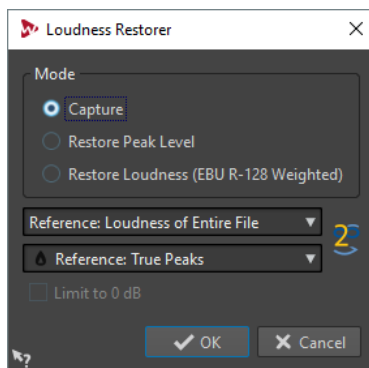 Loudness Restorer
Mode
Capture
Restore Peak Level
Restore Loudness (EBU R-128 Weighted)
Reference: Loudness of Entire File
2
Reference: True Peaks
Limit to 0 dB
OK
Cancel
?